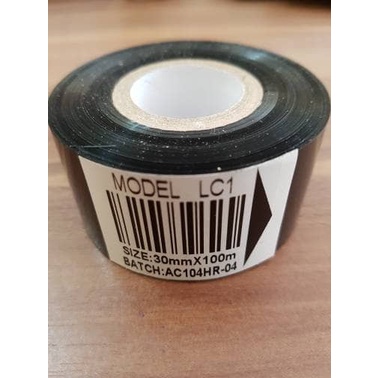 MODEL LC1
SIZE:30mmX100m
BATCH:AC104HR-04